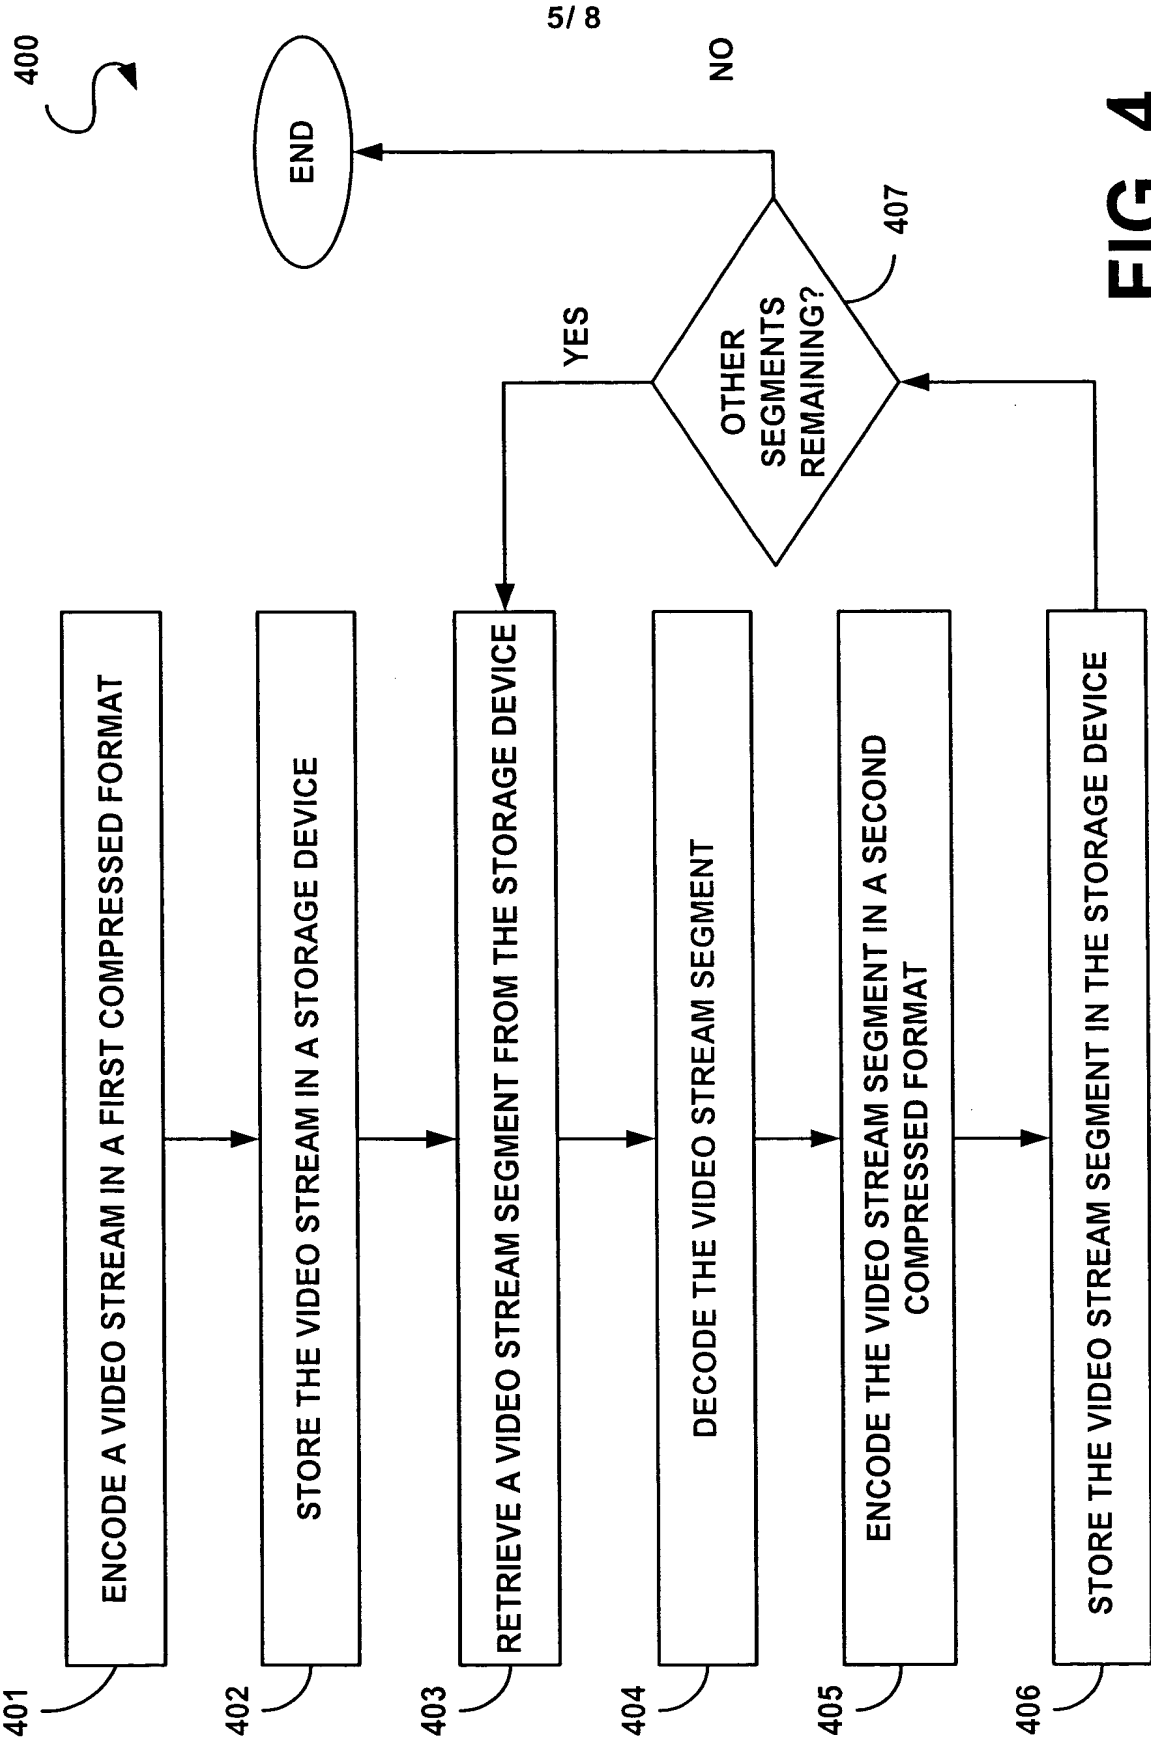 5/ 8
400
401
ENCODE A VIDEO STREAM IN A FIRST COMPRESSED FORMAT
402
STORE THE VIDEO STREAM IN A STORAGE DEVICE
END
403
RETRIEVE A VIDEO STREAM SEGMENT FROM THE STORAGE DEVICE
YES
404
DECODE THE VIDEO STREAM SEGMENT
OTHER
SEGMENTS
REMAINING?
NO
407
405
ENCODE THE VIDEO STREAM SEGMENT IN A SECOND
COMPRESSED FORMAT
406
STORE THE VIDEO STREAM SEGMENT IN THE STORAGE DEVICE
FIG. 4